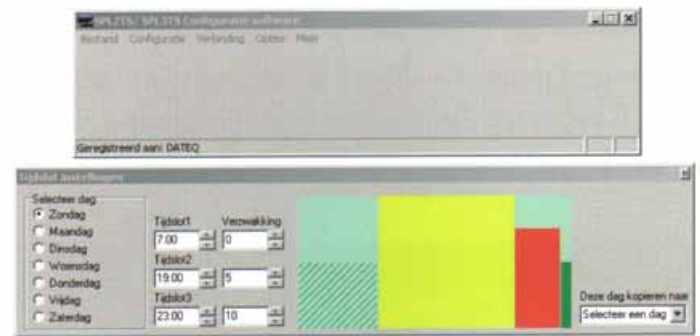 SPL2TS / SPL3TS Configuratie software
Bestand Configuratie Verbinding Opties Meer
Geregistreerd aan: DATEQ
Tijdslot instellingen
Selecteer dag
Zondag
Maandag
Dinsdag
Woensdag
Donderdag
Vrijdag
Zaterdag
Tijdslot1 Verzwakking
7:00 0
Tijdslot2
19:00 5
Tijdslot3
23:00 10
Deze dag kopieren naar
Selecteer een dag